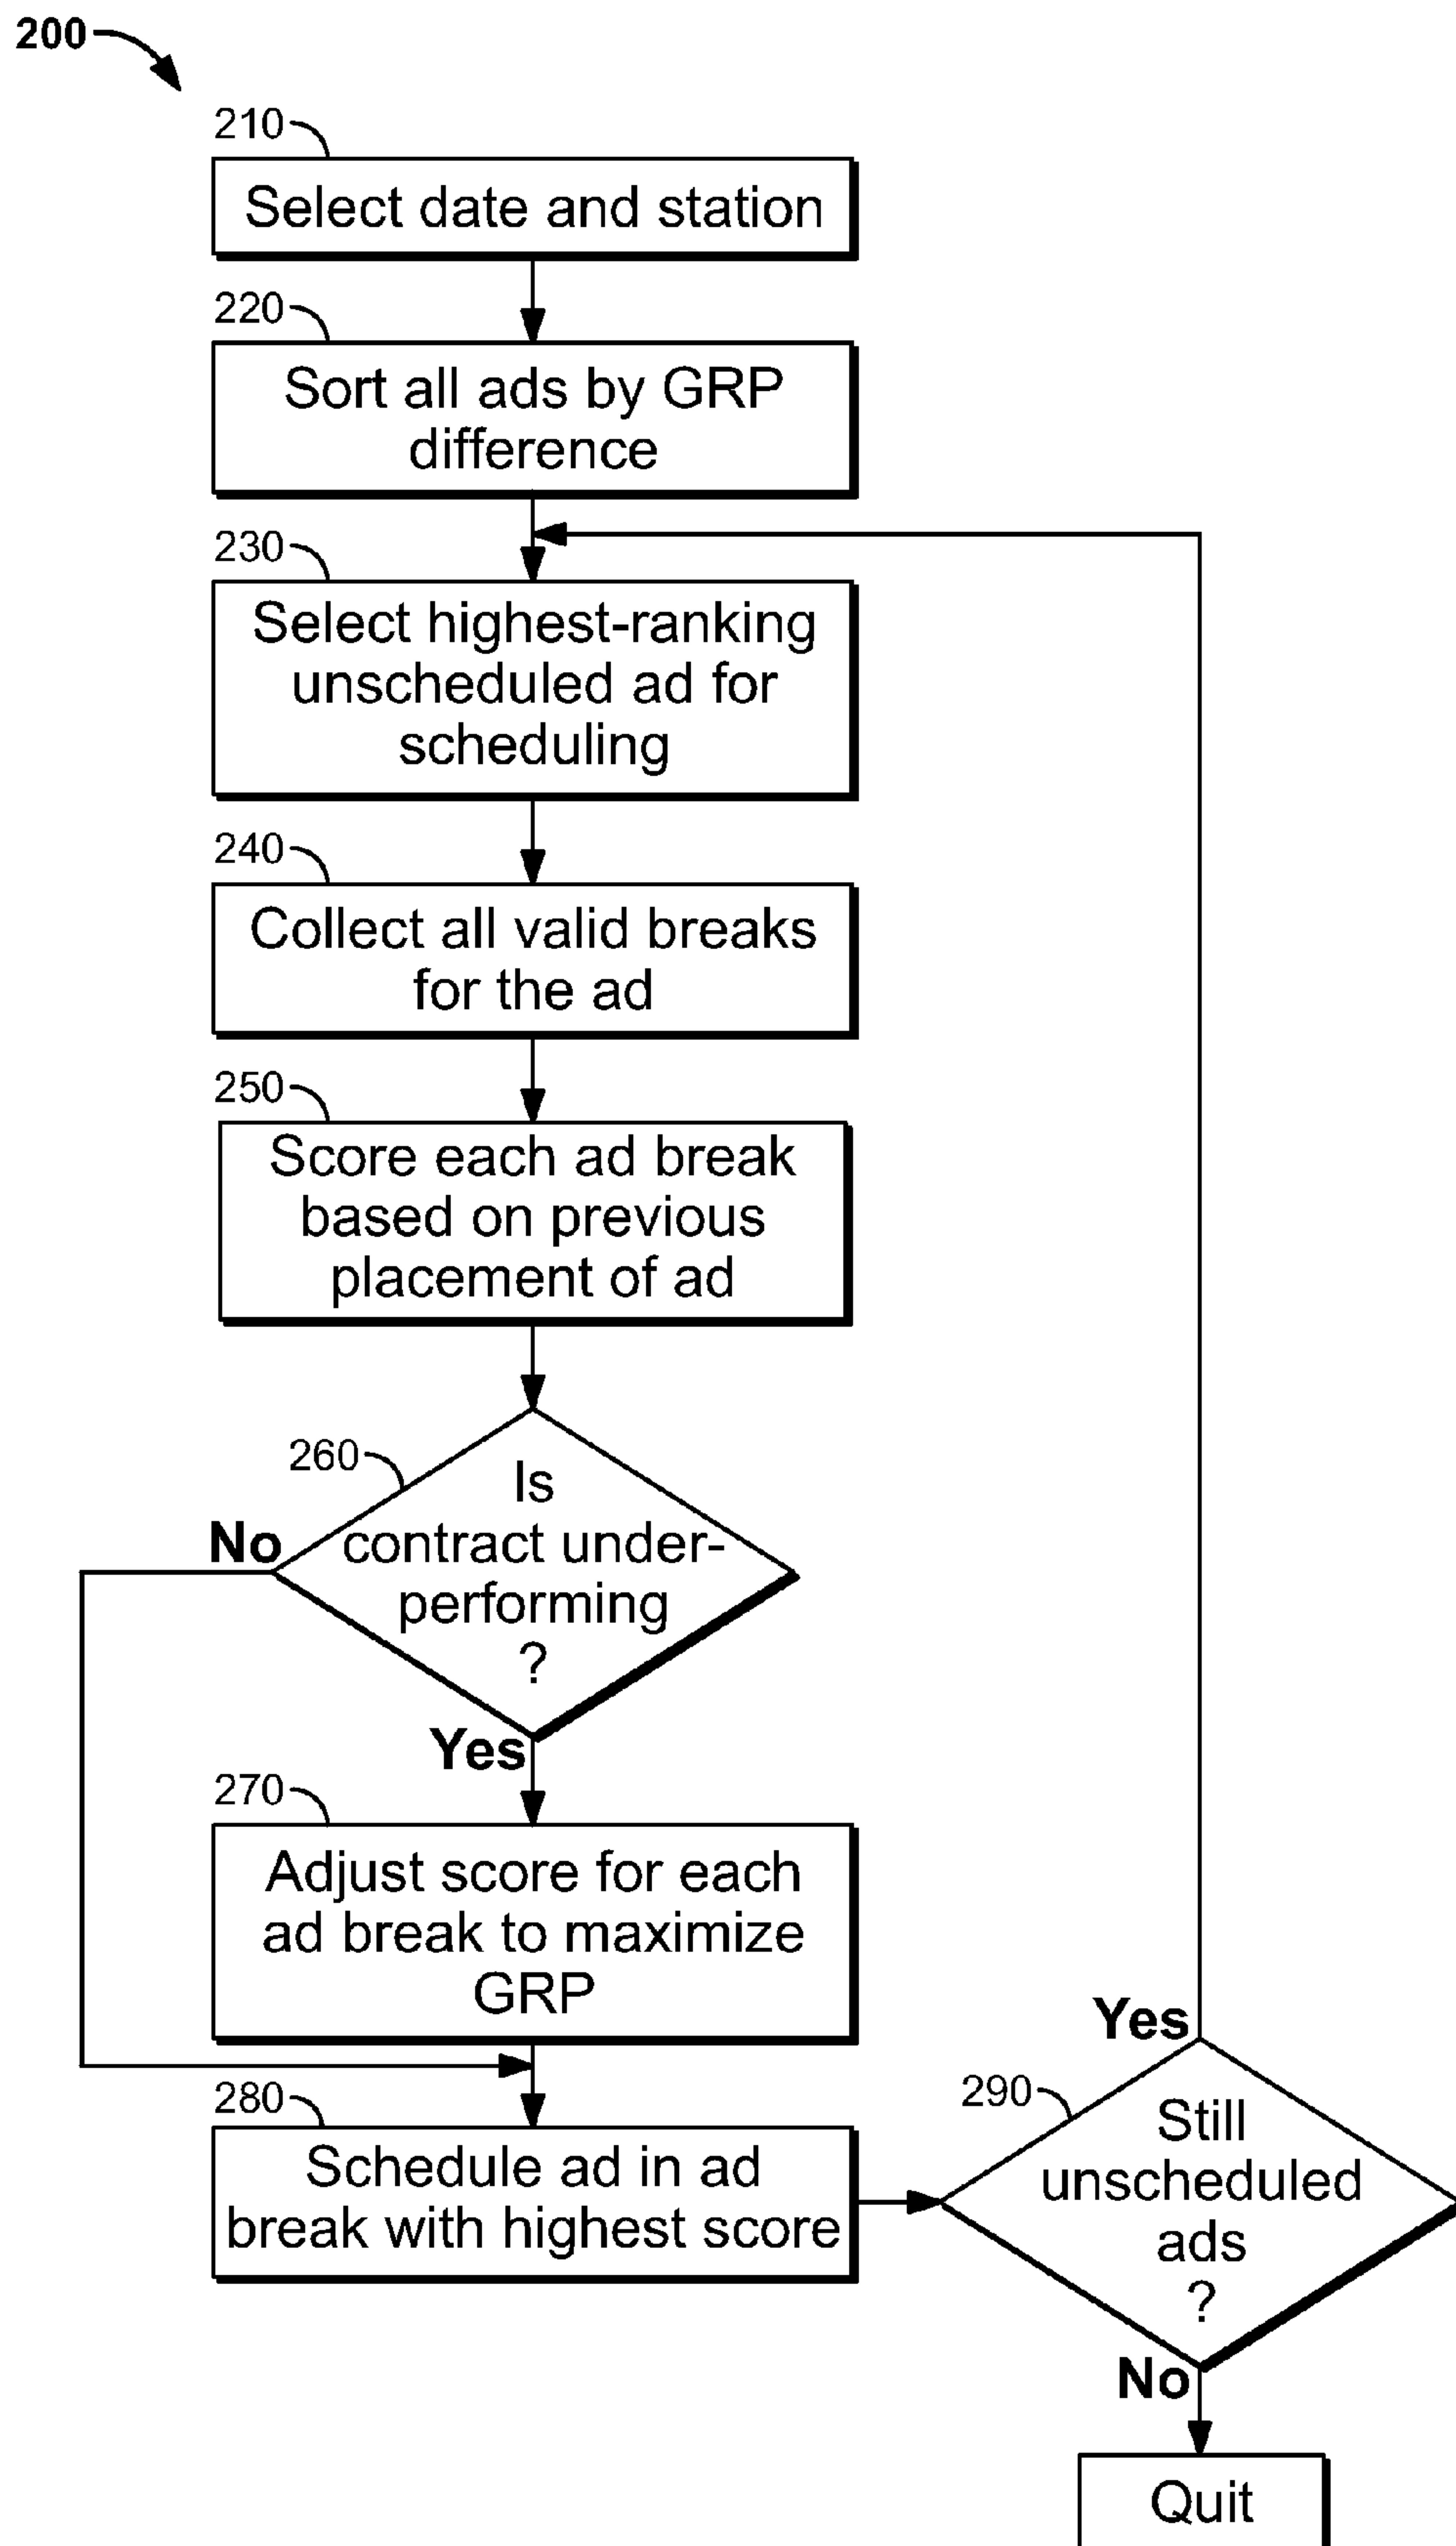 200
210
Select date and station
220
Sort all ads by GRP
difference
230
Select highest-ranking
unscheduled ad for
scheduling
240
Collect all valid breaks
for the ad
250
Score each ad break
based on previous
placement of ad
260
Is
contract under-
performing
?
No
Yes
270
Adjust score for each
ad break to maximize
GRP
280
Schedule ad in ad
break with highest score
Yes
290
Still
unscheduled
ads
?
No
Quit